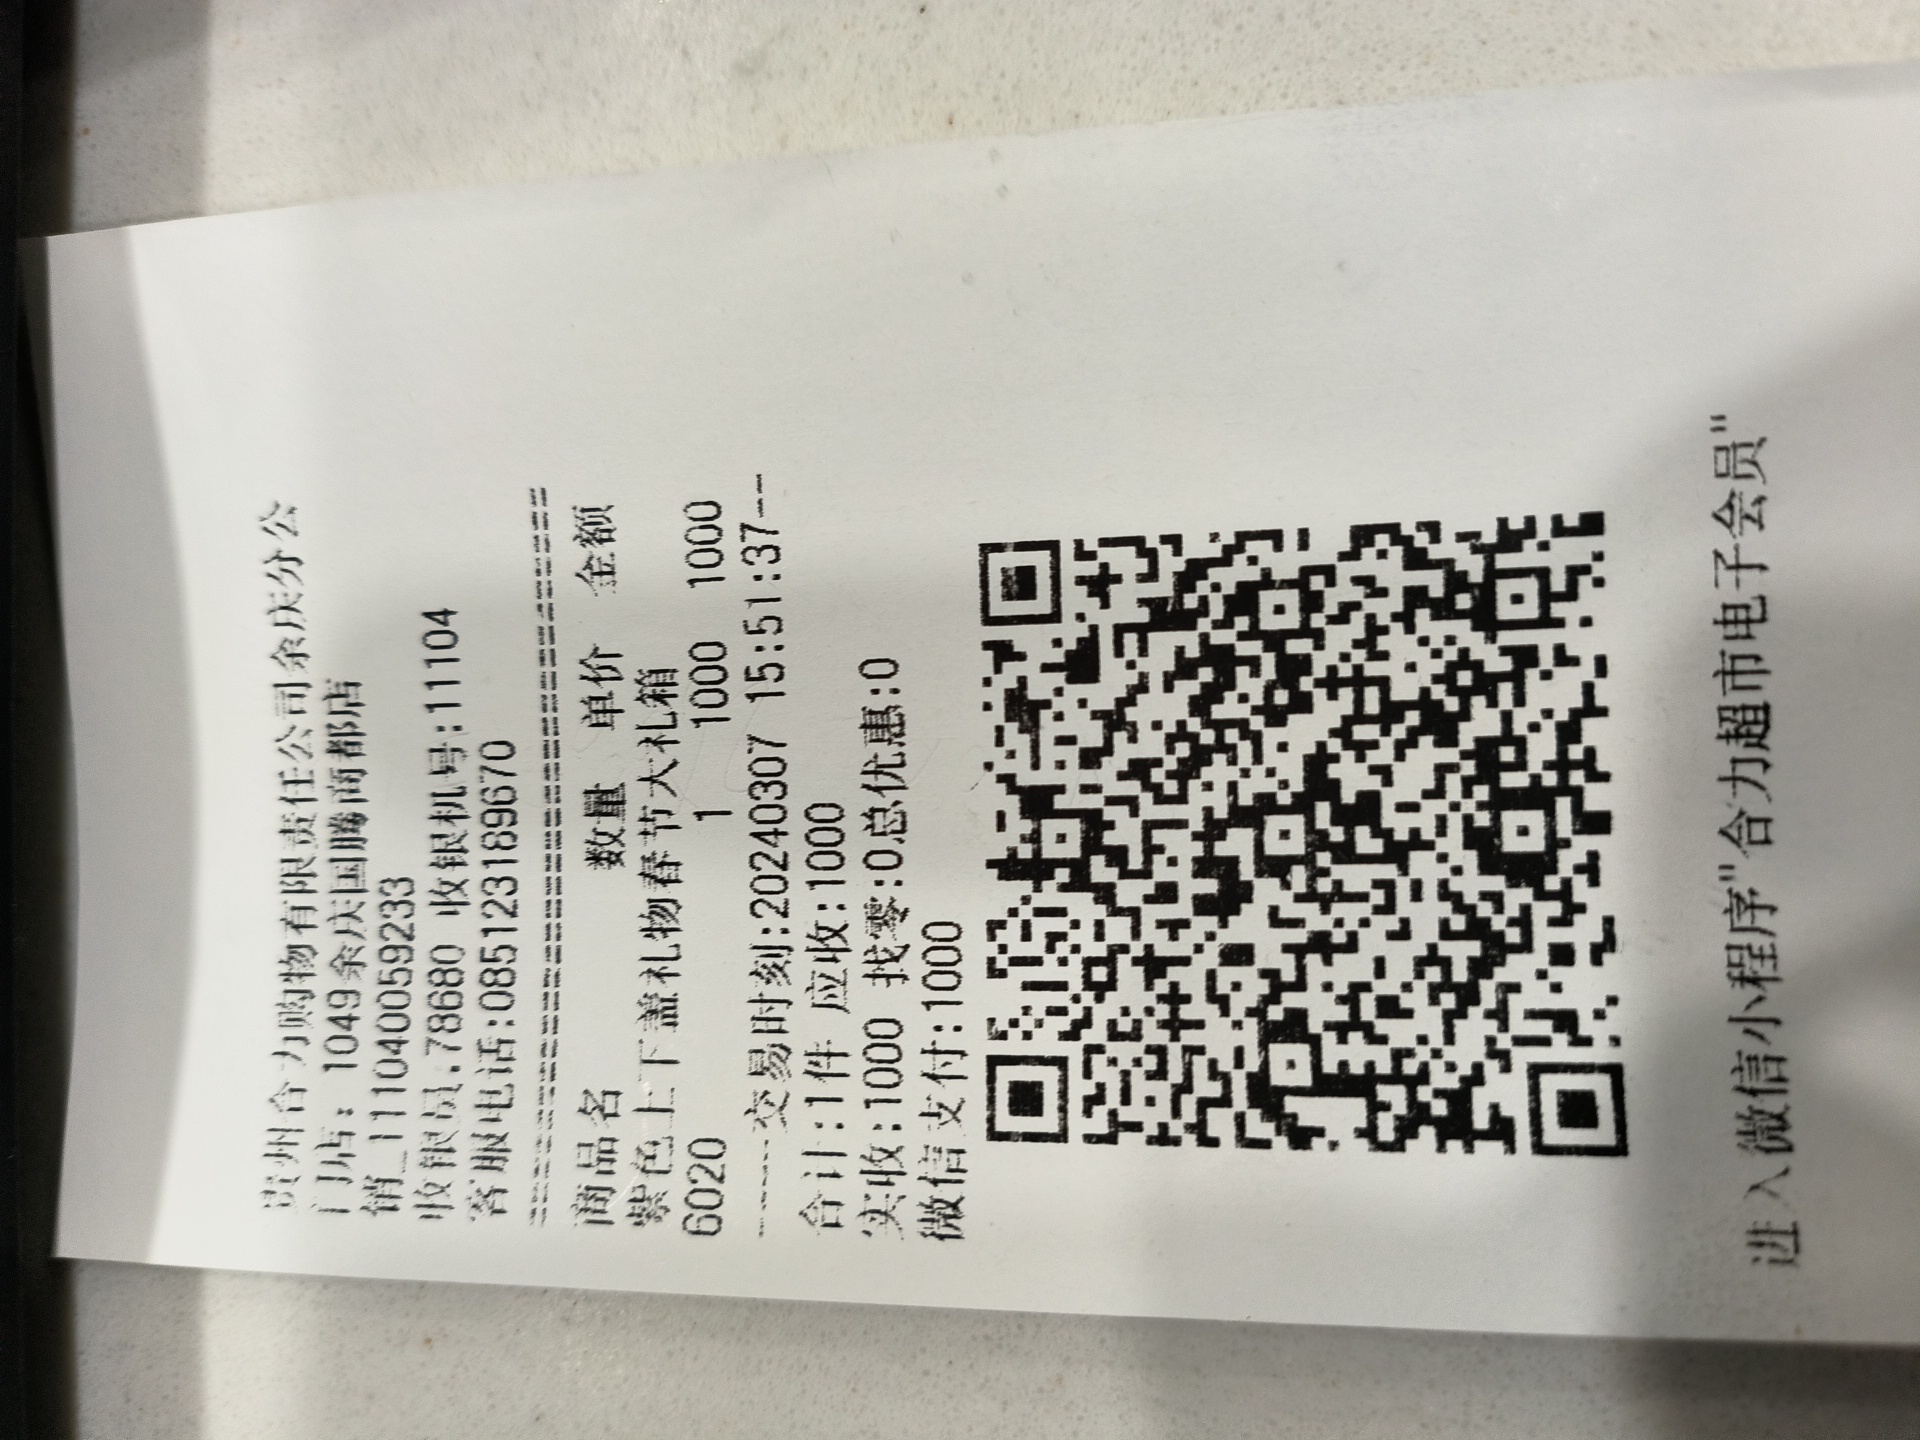 贵州合力购物有限责任公司余庆分公
门店: 1049余庆国腾商都店
销_1110400592​33
收银员:78680 收银机号:11104
客服电话:085123189670
================================
商品名 数量 单价 金额
紫色上下盖礼物春节大礼箱
6020 1 1000 1000
-----交易时刻:20240307 15:51:37--
合计:1件 应收:1000
实收:1000 找零:0总优惠:0
微信支付:1000
进入微信小程序"合力超市电子会员"